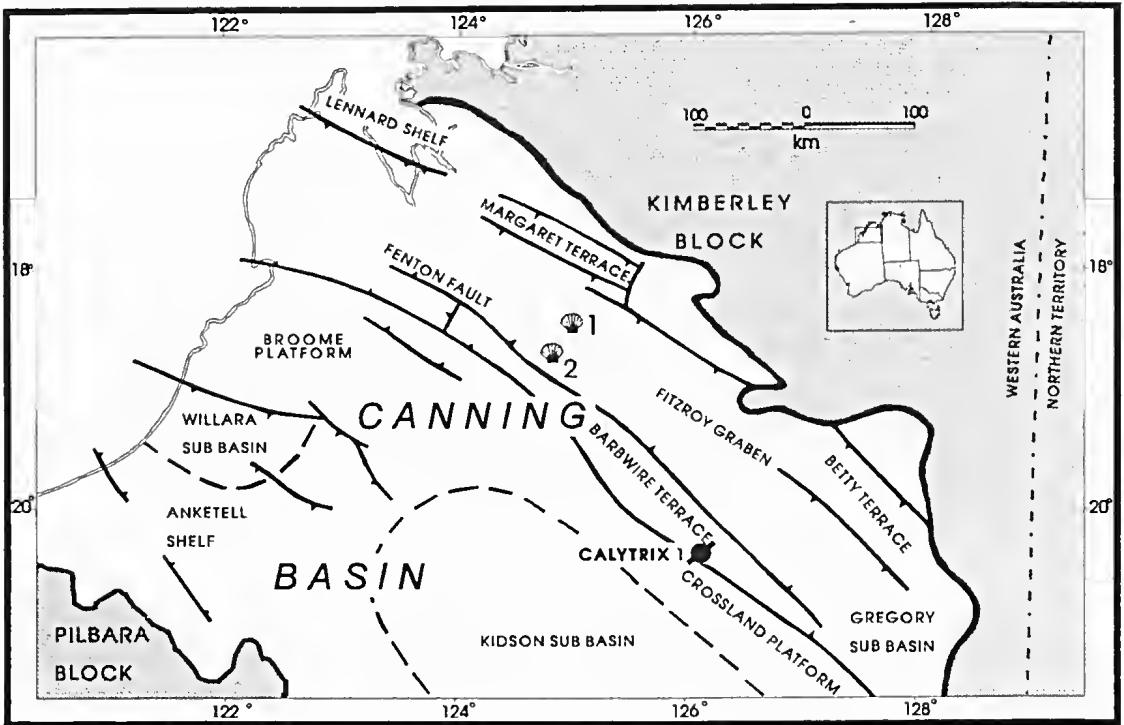 122°
124°
126°
128°
LENNARD SHELF
100
0
100
km
KIMBERLEY
BLOCK
MARGARET TERRACE
18°
18°
FENTON FAULT
1
2
BROOME
PLATFORM
WESTERN AUSTRALIA
NORTHERN TERRITORY
CANNING
FITZROY GRABEN
WILLARA
SUB BASIN
BARBWIRE TERRACE
BETTY TERRACE
20°
20°
ANKETELL
SHELF
CALYTRIX 1
BASIN
CROSSLAND PLATFORM
GREGORY
SUB BASIN
PILBARA
BLOCK
KIDSON SUB BASIN
122°
124°
126°
128°